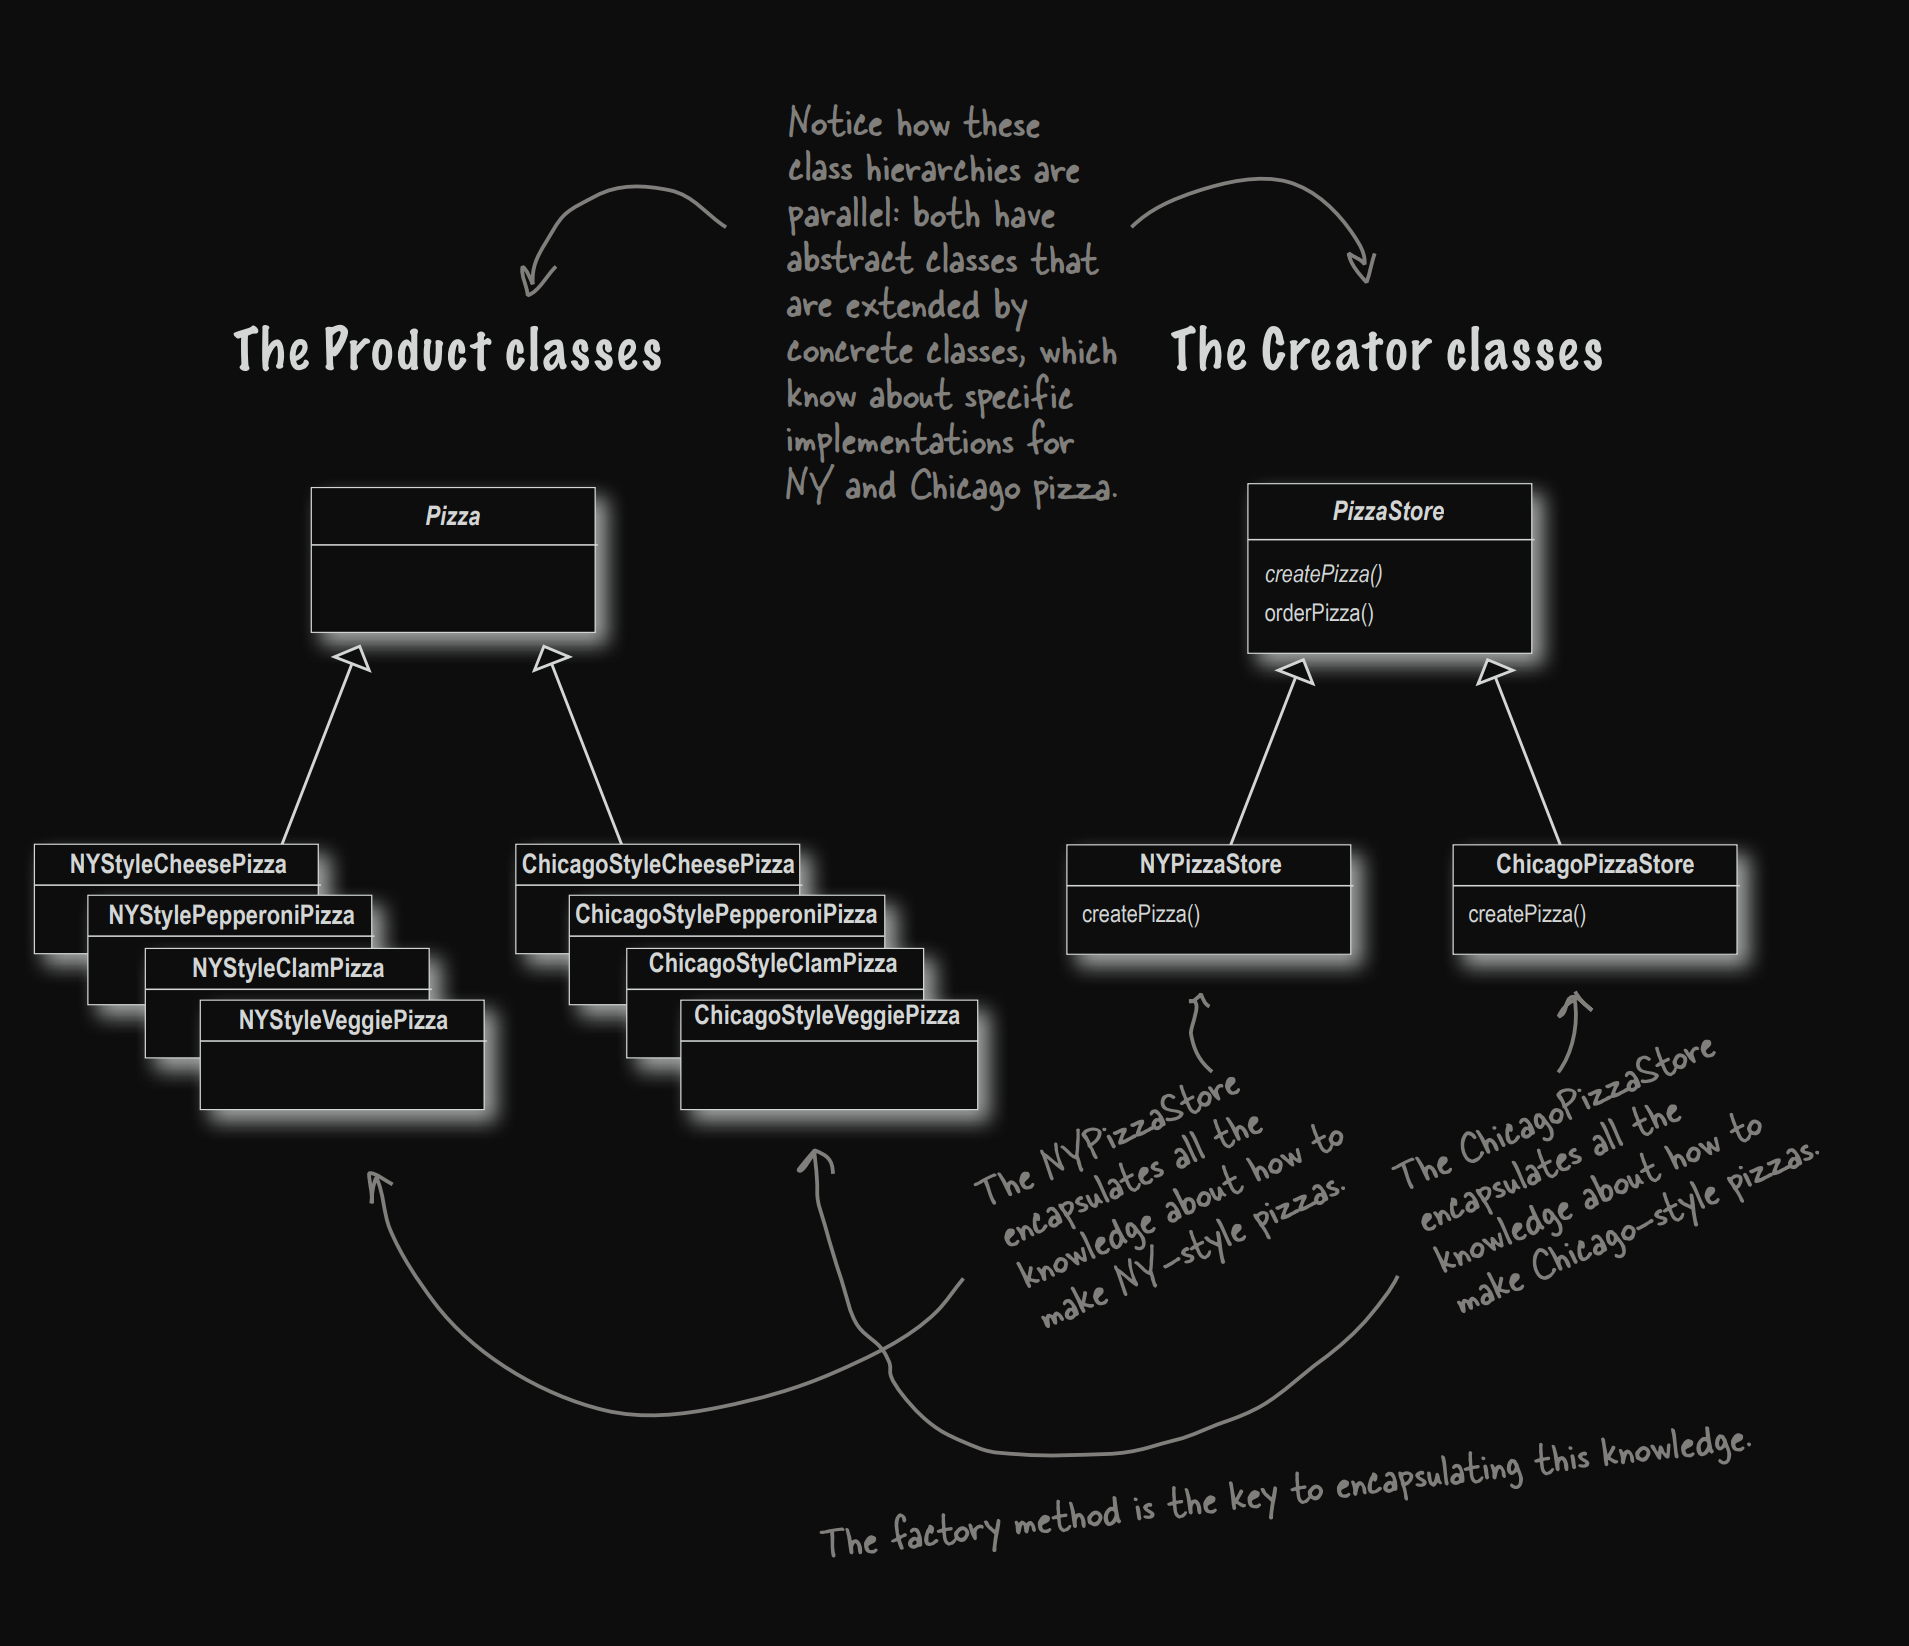 Notice how these
class hierarchies are
parallel: both have
abstract classes that
are extended by
concrete classes, which
know about specific
implementations for
NY and Chicago pizza.
The Product classes
The Creator classes
Pizza
PizzaStore
createPizza()
orderPizza()
NYStyleCheesePizza
NYStylePepperoniPizza
NYStyleClamPizza
NYStyleVeggiePizza
ChicagoStyleCheesePizza
ChicagoStylePepperoniPizza
ChicagoStyleClamPizza
ChicagoStyleVeggiePizza
NYPizzaStore
createPizza()
ChicagoPizzaStore
createPizza()
The NYPizzaStore
encapsulates all the
knowledge about how to
make NY-style pizzas.
The ChicagoPizzaStore
encapsulates all the
knowledge about how to
make Chicago-style pizzas.
The factory method is the key to encapsulating this knowledge.